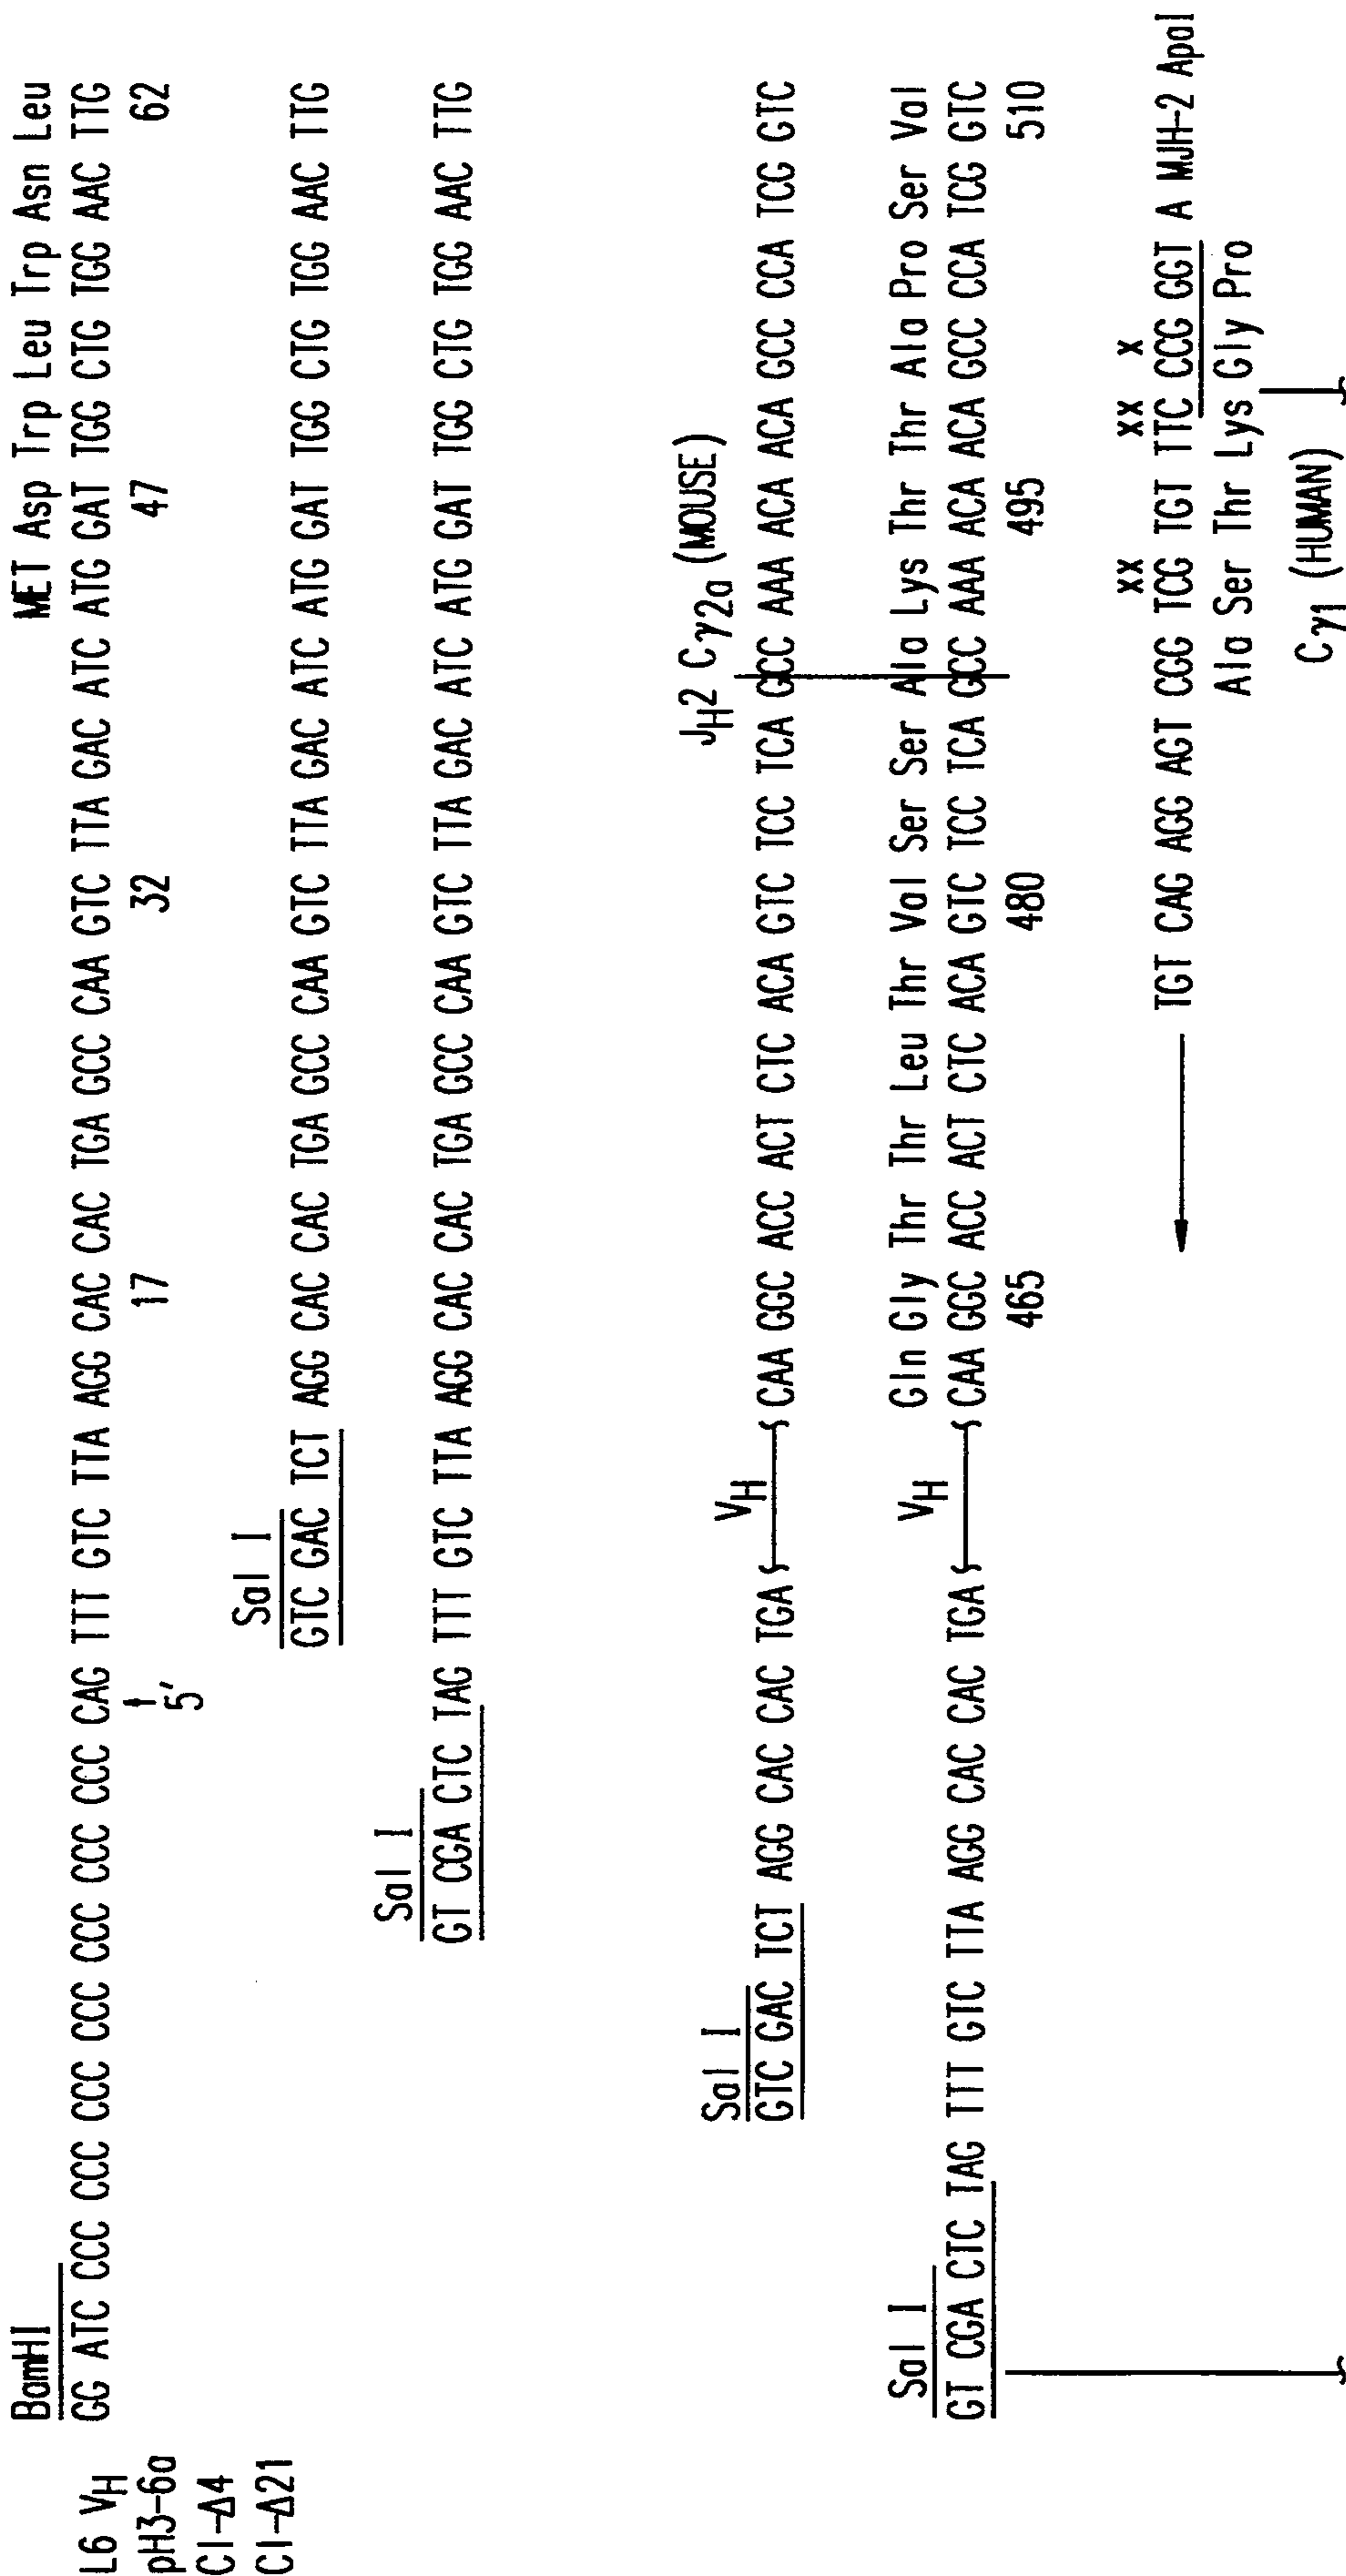 BamHI
MET Asp Trp Leu Trp Asn Leu
L6 VH GG ATC CCC CCC CCC CCC CCC CCC CCC CAG TTT GTC TTA AGG CAC CAC TGA GCC CAA GTC TTA GAC ATC ATG GAT TGG CTG TGG AAC TTG
pH3-6a
5' 17 32 47 62
Cl-Δ4
Sal I
Cl-Δ21
GTC GAC TCT AGG CAC CAC TGA GCC CAA GTC TTA GAC ATC ATG GAT TGG CTG TGG AAC TTG
Sal I
GT CGA CTC TAG TTT GTC TTA AGG CAC CAC TGA GCC CAA GTC TTA GAC ATC ATG GAT TGG CTG TGG AAC TTG
JH2 Cγ2a (MOUSE)
Sal I VH
GTC GAC TCT AGG CAC CAC TGA CAA GGC ACC ACT CTC ACA GTC TCC TCA GCC AAA ACA ACA GCC CCA TCG GTC
Sal I VH Gln Gly Thr Thr Leu Thr Val Ser Ser Ala Lys Thr Thr Ala Pro Ser Val
GT CGA CTC TAG TTT GTC TTA AGG CAC CAC TGA CAA GGC ACC ACT CTC ACA GTC TCC TCA GCC AAA ACA ACA GCC CCA TCG GTC
465 480 495 510
XX XX X
TGT CAG AGG AGT CGG TCG TGT TTC CCG GGT A MJH-2 ApaI
Ala Ser Thr Lys Gly Pro
Cγ1 (HUMAN)